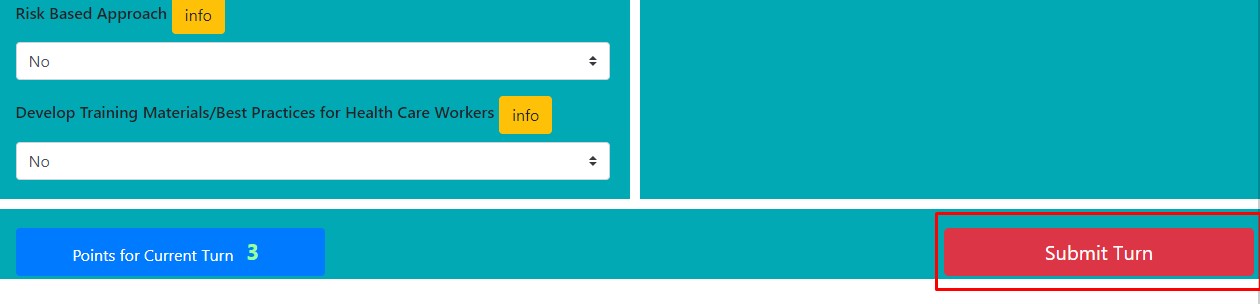 Risk Based Approach info
No
Develop Training Materials/Best Practices for Health Care Workers info
No
Points for Current Turn 3
Submit Turn